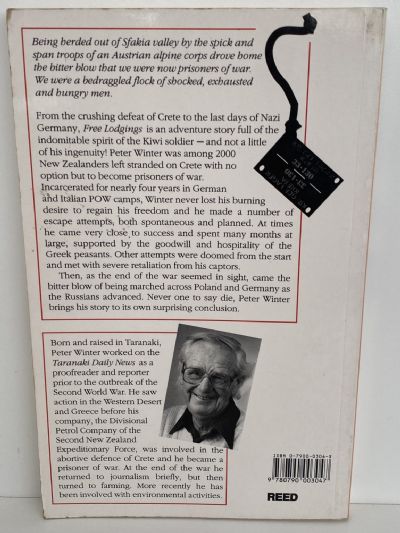 Being herded out of Sfakia valley by the spick and
span troops of an Austrian alpine corps drove home
the bitter blow that we were now prisoners of war.
We were a bedraggled flock of shocked, exhausted
and hungry men.
From the crushing defeat of Crete to the last days of Nazi
Germany, Free Lodgings is an adventure story full of the
indomitable spirit of the Kiwi soldier — and not a little
of his ingenuity! Peter Winter was among 2000
New Zealanders left stranded on Crete with no
option but to become prisoners of war.
Incarcerated for nearly four years in German
and Italian POW camps, Winter never lost his burning
desire to regain his freedom and he made a number of
escape attempts, both spontaneous and planned. At times
he came very close to success and spent many months at
large, supported by the goodwill and hospitality of the
Greek peasants. Other attempts were doomed from the start
and met with severe retaliation from his captors.
Then, as the end of the war seemed in sight, came the
bitter blow of being marched across Poland and Germany as
the Russians advanced. Never one to say die, Peter Winter
brings his story to its own surprising conclusion.
Born and raised in Taranaki,
Peter Winter worked on the
Taranaki Daily News as a
proofreader and reporter
prior to the outbreak of the
Second World War. He saw
action in the Western Desert
and Greece before his
company, the Divisional
Petrol Company of the
Second New Zealand
Expeditionary Force, was involved in the
abortive defence of Crete and he became a
prisoner of war. At the end of the war he
returned to journalism briefly, but then
turned to farming. More recently he has
been involved with environmental activities.
ISBN 0-7900-0304-9
9 780790 003047
REED